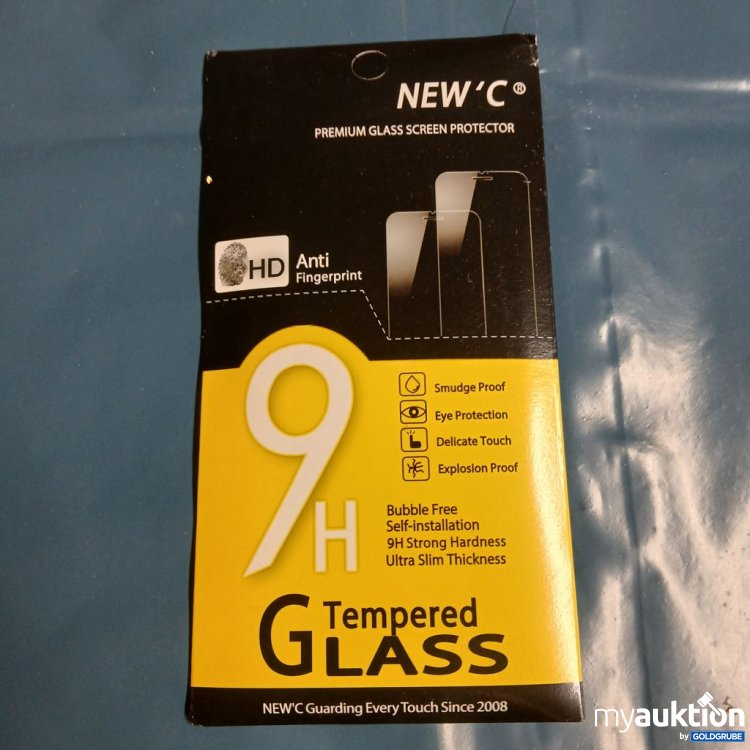 NEW ‘C®
PREMIUM GLASS SCREEN PROTECTOR
HD Anti
Fingerprint
Smudge Proof
Eye Protection
Delicate Touch
Explosion Proof
9H
Bubble Free
Self-installation
9H Strong Hardness
Ultra Slim Thickness
Tempered
GLASS
NEW'C Guarding Every Touch Since 2008
myauktion
by GOLDGRUBE